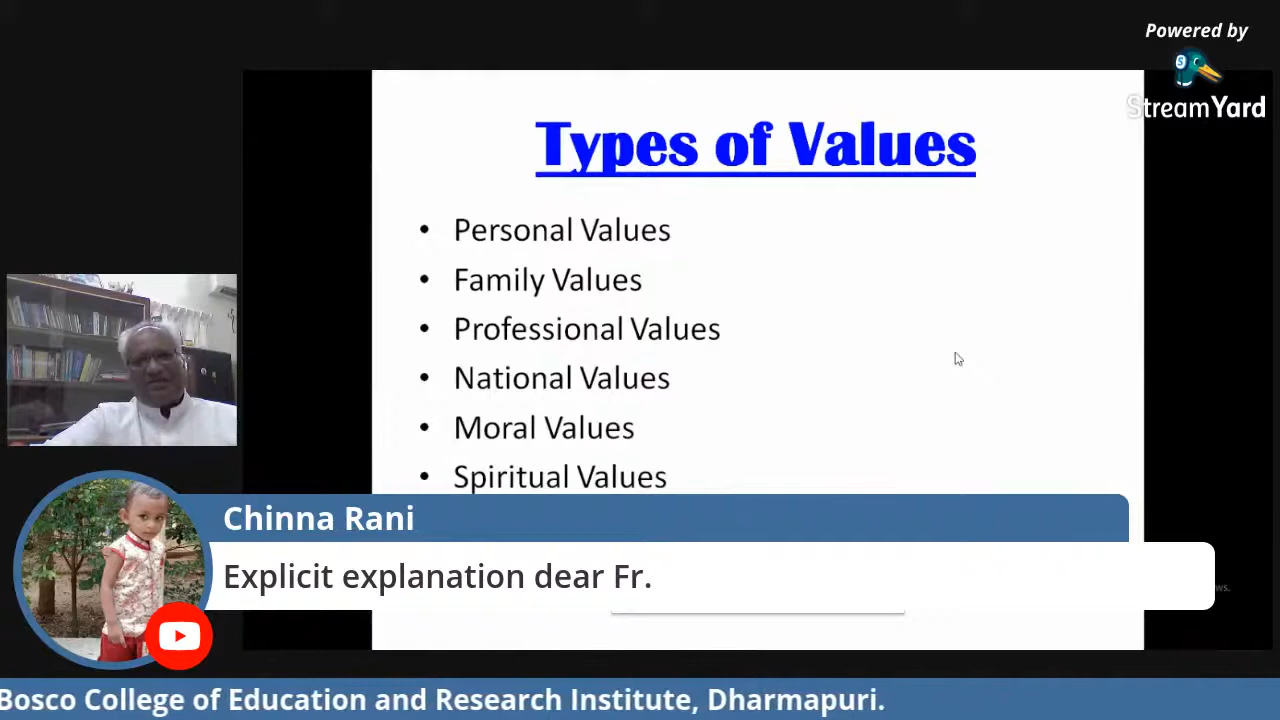 Powered by
StreamYard
Types of Values
• Personal Values
• Family Values
• Professional Values
• National Values
• Moral Values
• Spiritual Values
Chinna Rani
Explicit explanation dear Fr.
Bosco College of Education and Research Institute, Dharmapuri.